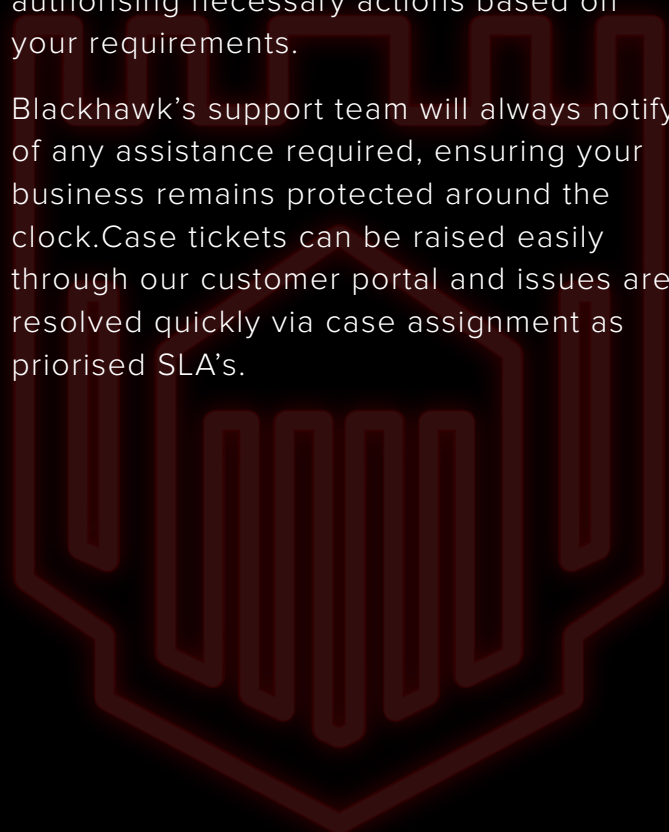 authorising necessary actions based on
your requirements.
Blackhawk’s support team will always notify
of any assistance required, ensuring your
business remains protected around the
clock.Case tickets can be raised easily
through our customer portal and issues are
resolved quickly via case assignment as
priorised SLA’s.